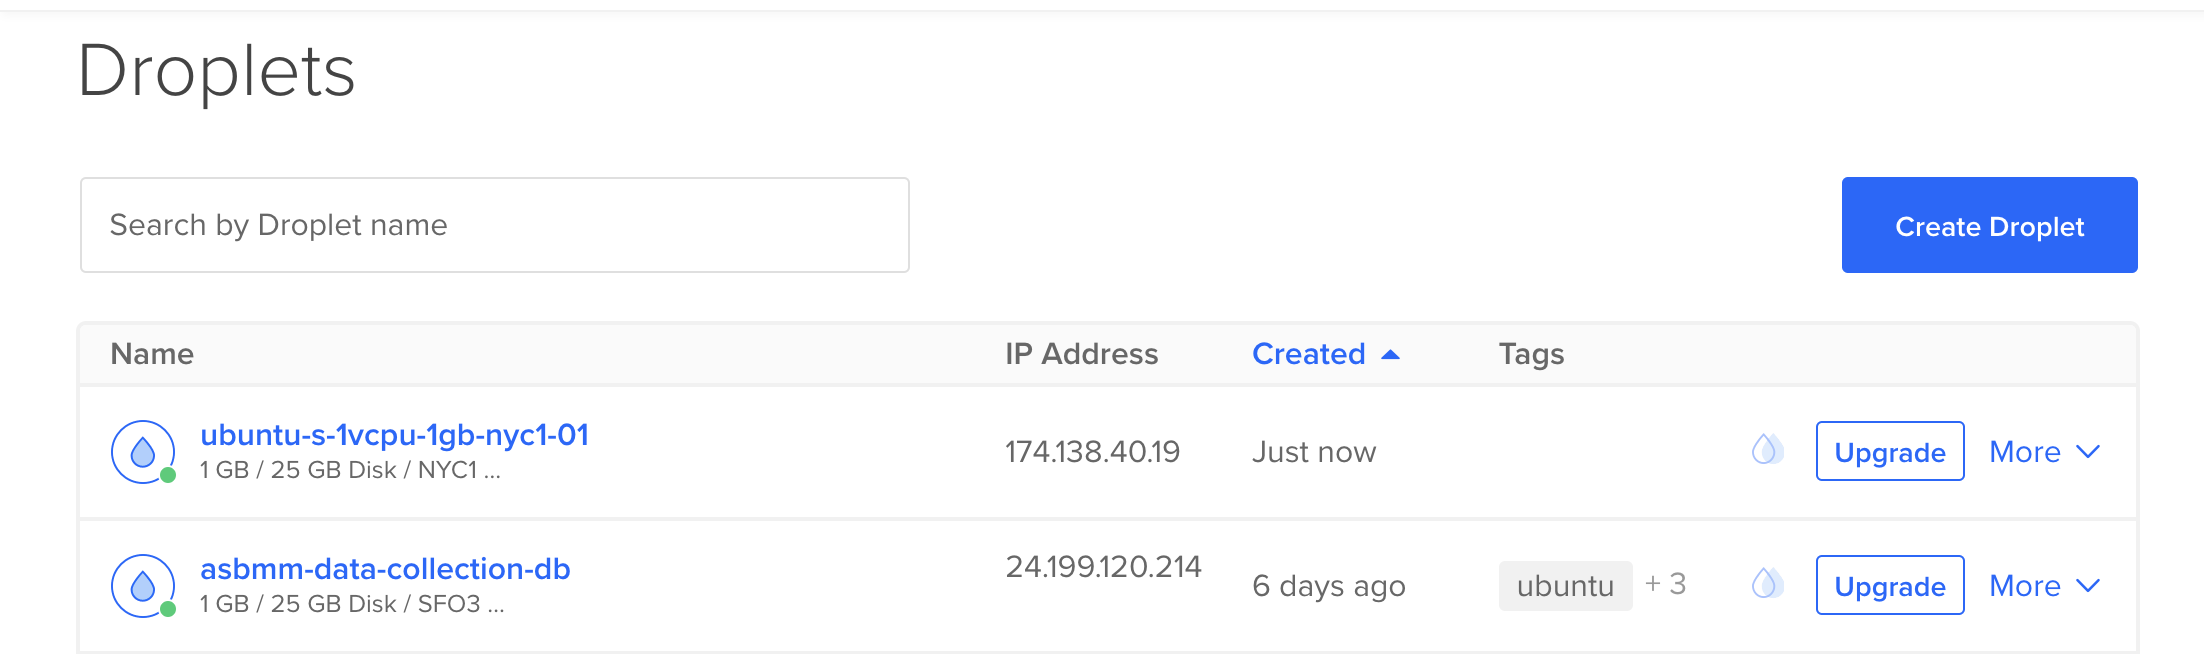 Droplets
Search by Droplet name
Create Droplet
Name IP Address Created Tags
ubuntu-s-1vcpu-1gb-nyc1-01
1 GB / 25 GB Disk / NYC1 ...
174.138.40.19 Just now Upgrade More
asbmm-data-collection-db
1 GB / 25 GB Disk / SFO3 ...
24.199.120.214 6 days ago ubuntu + 3 Upgrade More